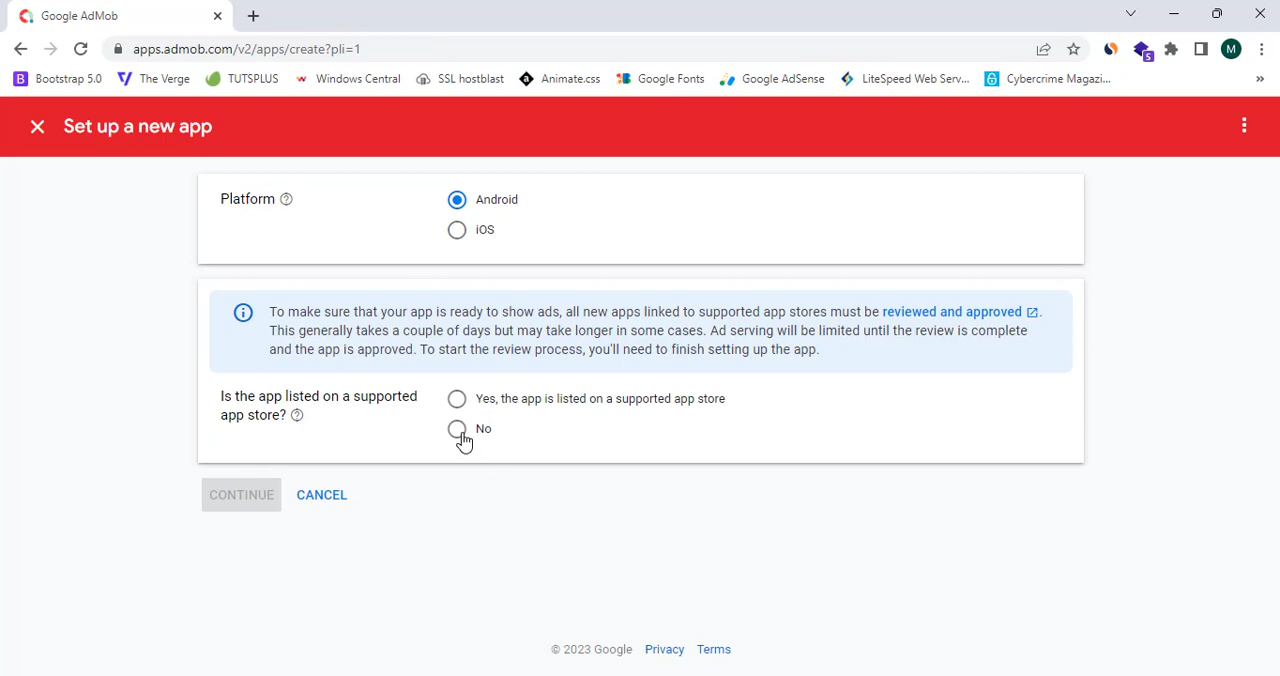 Google AdMob
apps.admob.com/v2/apps/create?pli=1
M
B Bootstrap 5.0 The Verge TUTSPLUS Windows Central SSL hostblast Animate.css Google Fonts Google AdSense LiteSpeed Web Serv... Cybercrime Magazi... »
5
Set up a new app
Platform
Android
iOS
To make sure that your app is ready to show ads, all new apps linked to supported app stores must be reviewed and approved.
This generally takes a couple of days but may take longer in some cases. Ad serving will be limited until the review is complete
and the app is approved. To start the review process, you'll need to finish setting up the app.
Is the app listed on a supported
app store?
Yes, the app is listed on a supported app store
No
CONTINUE CANCEL
© 2023 Google Privacy Terms